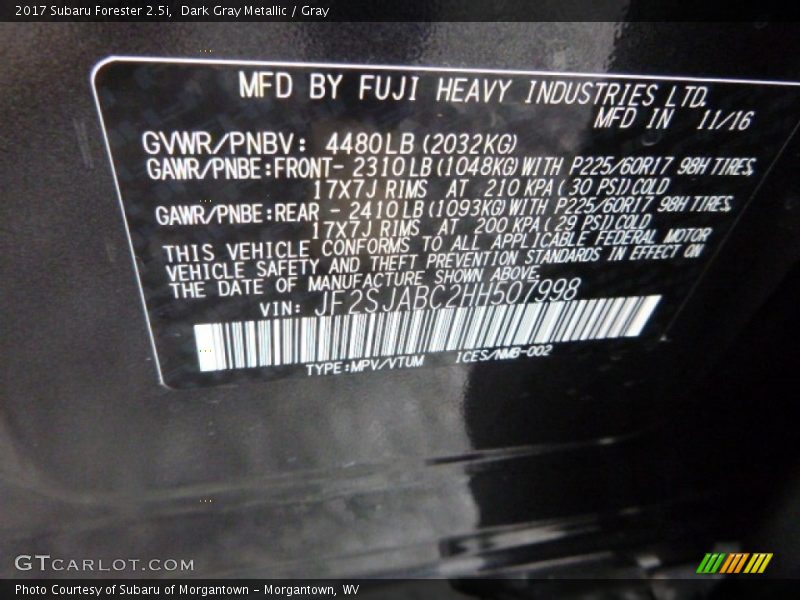 2017 Subaru Forester 2.5i, Dark Gray Metallic / Gray
MFD BY FUJI HEAVY INDUSTRIES LTD.
MFD IN 11/16
GVWR/PNBV: 4480LB (2032KG)
GAWR/PNBE:FRONT- 2310LB (1048KG) WITH P225/60R17 98H TIRES,
17X7J RIMS AT 210 KPA ( 30 PSI) COLD
GAWR/PNBE:REAR - 2410LB (1093KG) WITH P225/60R17 98H TIRES,
17X7J RIMS AT 200 KPA ( 29 PSI) COLD
THIS VEHICLE CONFORMS TO ALL APPLICABLE FEDERAL MOTOR
VEHICLE SAFETY AND THEFT PREVENTION STANDARDS IN EFFECT ON
THE DATE OF MANUFACTURE SHOWN ABOVE.
VIN: JF2SJABC2HH507998
TYPE:MPV/VTUM ICES/NMB-002
GTCARLOT.COM
Photo Courtesy of Subaru of Morgantown - Morgantown, WV